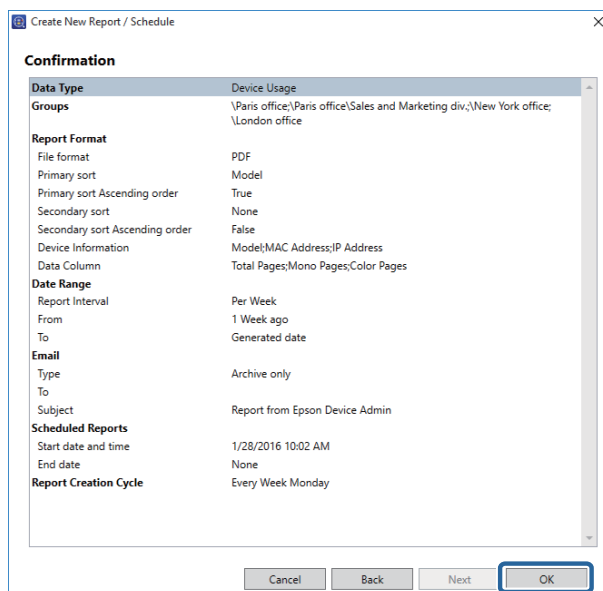 Create New Report / Schedule
Confirmation
Data Type Device Usage
Groups \Paris office;\Paris office\Sales and Marketing div.;\New York office;
\London office
Report Format
File format PDF
Primary sort Model
Primary sort Ascending order True
Secondary sort None
Secondary sort Ascending order False
Device Information Model;MAC Address;IP Address
Data Column Total Pages;Mono Pages;Color Pages
Date Range
Report Interval Per Week
From 1 Week ago
To Generated date
Email
Type Archive only
To
Subject Report from Epson Device Admin
Scheduled Reports
Start date and time 1/28/2016 10:02 AM
End date None
Report Creation Cycle Every Week Monday
Cancel Back Next OK